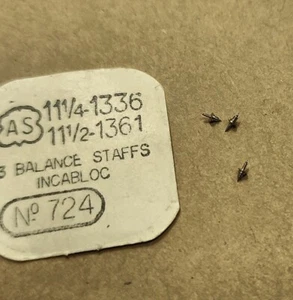 AS 11¼-1336
11½-1361
3 BALANCE STAFFS
INCABLOC
Nº 724